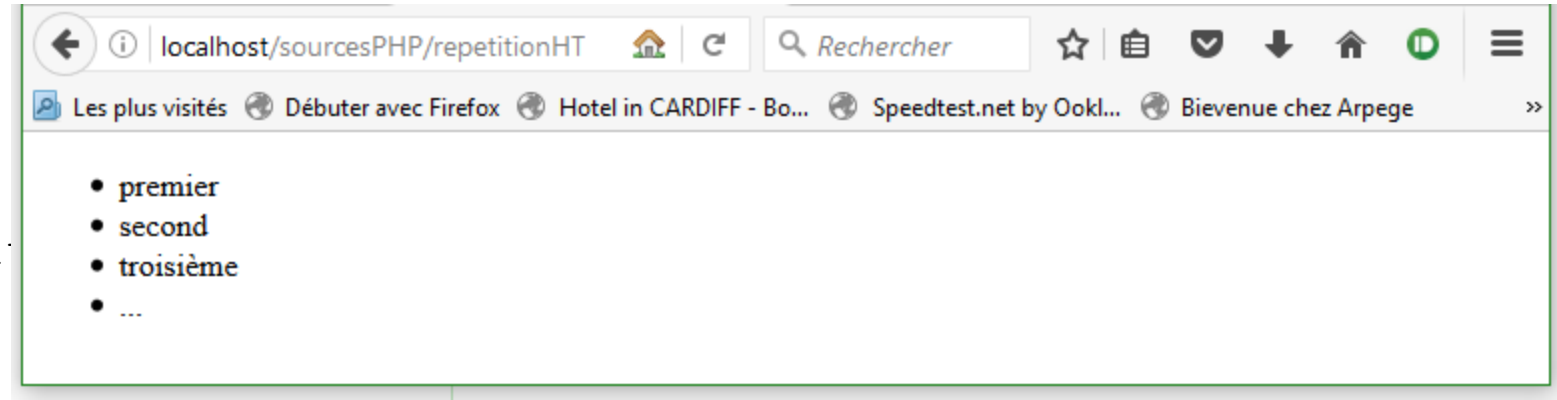 localhost/sourcesPHP/repetitionHT Rechercher
Les plus visités Débuter avec Firefox Hotel in CARDIFF - Bo... Speedtest.net by Ookl... Bievenue chez Arpege »
• premier
• second
• troisième
• ...